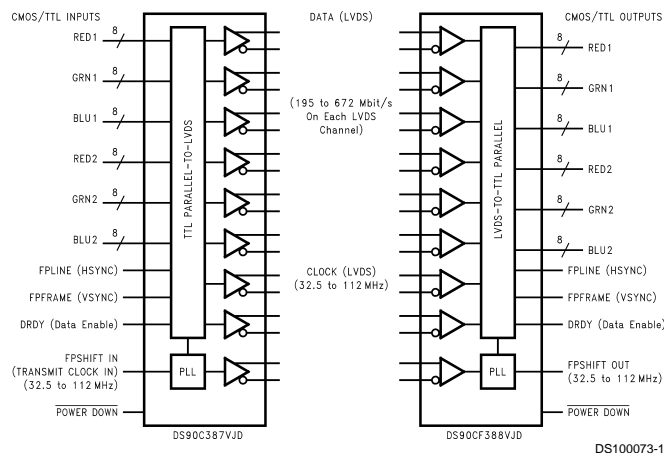 CMOS/TTL INPUTS
DATA (LVDS)
CMOS/TTL OUTPUTS
RED1
8
GRN1
8
BLU1
8
RED2
8
GRN2
8
BLU2
8
FPLINE (HSYNC)
FPFRAME (VSYNC)
DRDY (Data Enable)
FPSHIFT IN
(TRANSMIT CLOCK IN)
(32.5 to 112 MHz)
POWER DOWN
TTL PARALLEL-TO-LVDS
PLL
DS90C387VJD
(195 to 672 Mbit/s
On Each LVDS
Channel)
CLOCK (LVDS)
(32.5 to 112 MHz)
LVDS-TO-TTL PARALLEL
PLL
DS90CF388VJD
8
RED1
8
GRN1
8
BLU1
8
RED2
8
GRN2
8
BLU2
FPLINE (HSYNC)
FPFRAME (VSYNC)
DRDY (Data Enable)
FPSHIFT OUT
(32.5 to 112 MHz)
POWER DOWN
DS100073-1